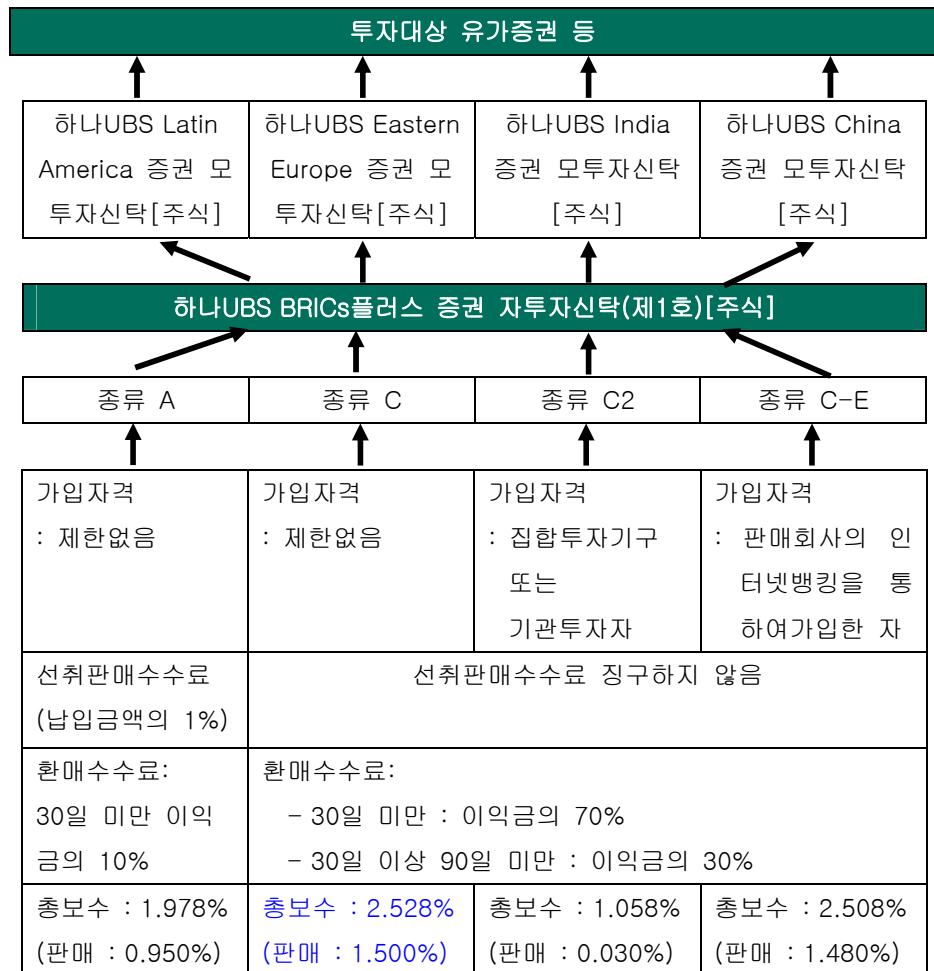 투자대상 유가증권 등
하나UBS Latin
America 증권 모
투자신탁[주식]
하나UBS Eastern
Europe 증권 모
투자신탁[주식]
하나UBS India
증권 모투자신탁
[주식]
하나UBS China
증권 모투자신탁
[주식]
하나UBS BRICs플러스 증권 자투자신탁(제1호)[주식]
종류 A
종류 C
종류 C2
종류 C-E
가입자격
: 제한없음
가입자격
: 제한없음
가입자격
: 집합투자기구
또는
기관투자자
가입자격
: 판매회사의 인
터넷뱅킹을 통
하여가입한 자
선취판매수수료
(납입금액의 1%)
선취판매수수료 징구하지 않음
환매수수료:
30일 미만 이익
금의 10%
환매수수료:
- 30일 미만 : 이익금의 70%
- 30일 이상 90일 미만 : 이익금의 30%
총보수 : 1.978%
(판매 : 0.950%)
총보수 : 2.528%
(판매 : 1.500%)
총보수 : 1.058%
(판매 : 0.030%)
총보수 : 2.508%
(판매 : 1.480%)